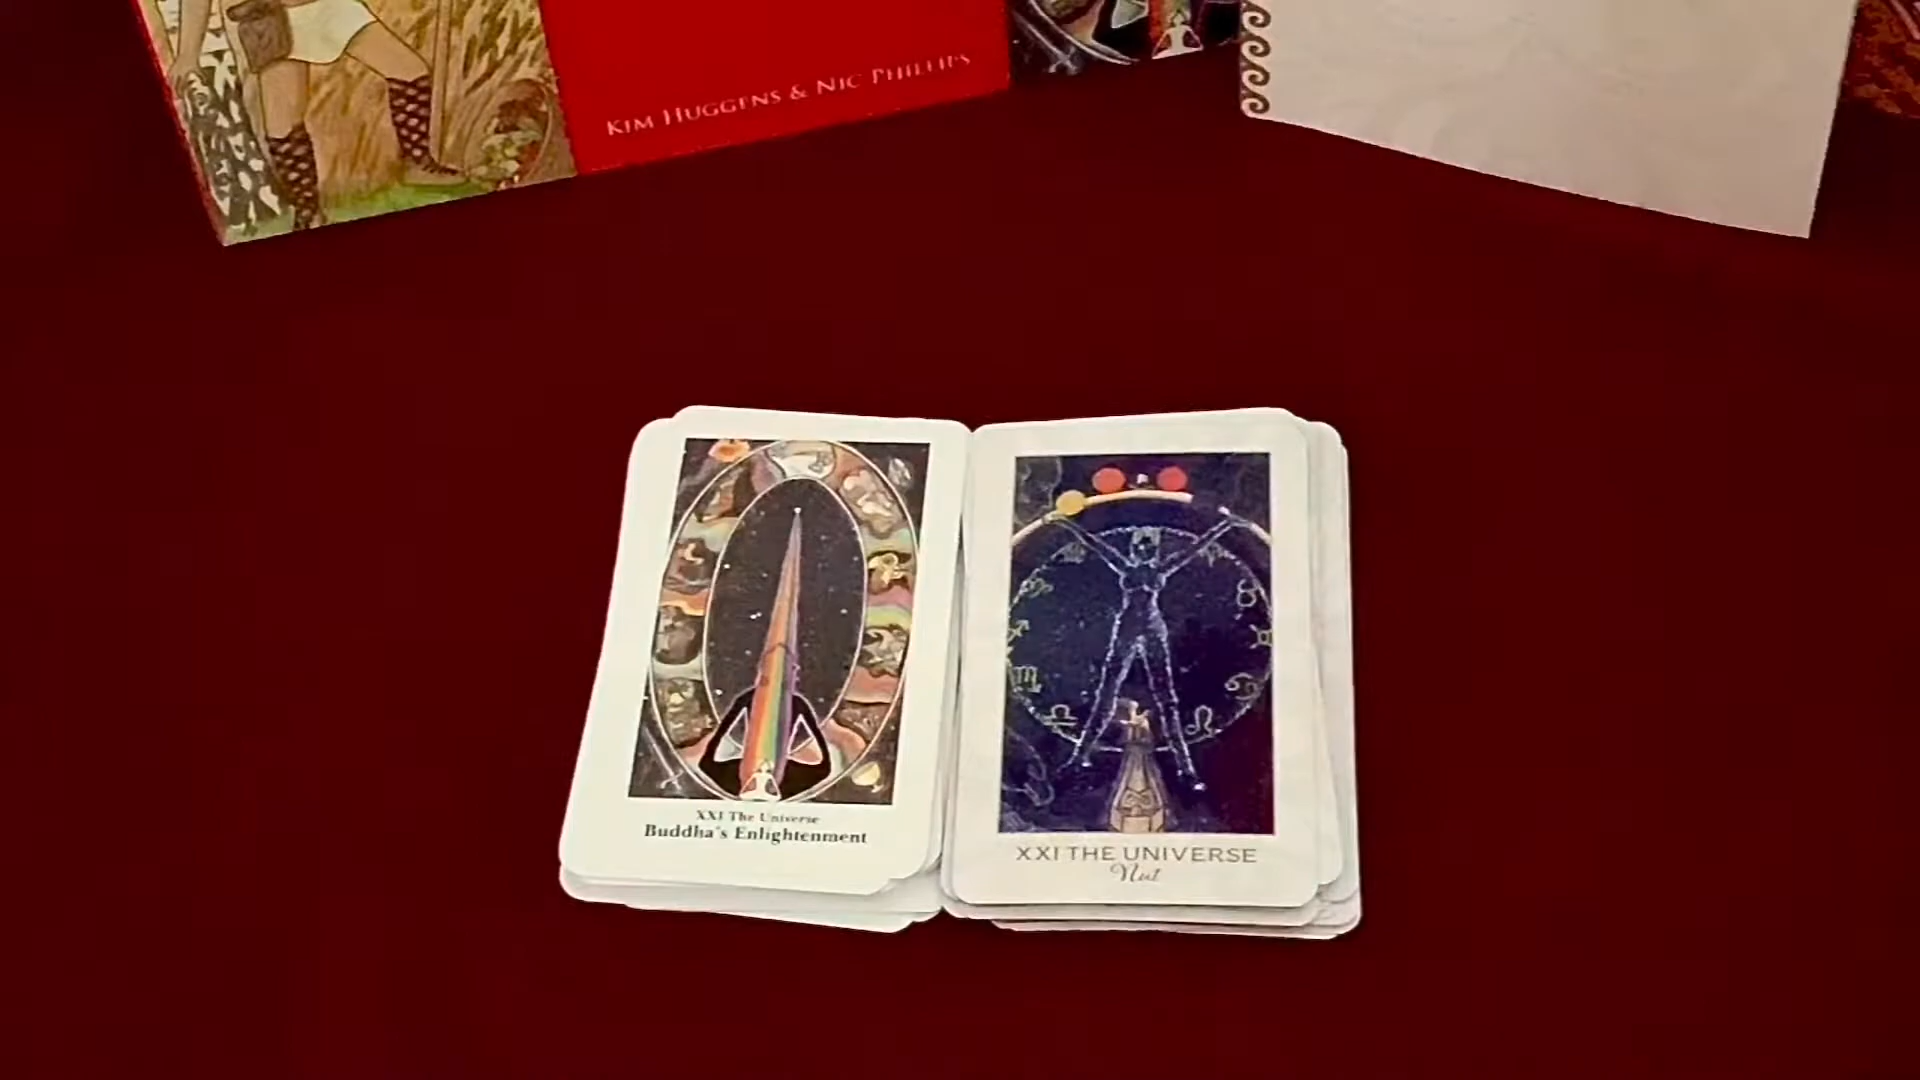 KIM HUGGENS & NIC PHILLIPS
XXI The Universe
Buddha's Enlightenment
XXI THE UNIVERSE
Nut